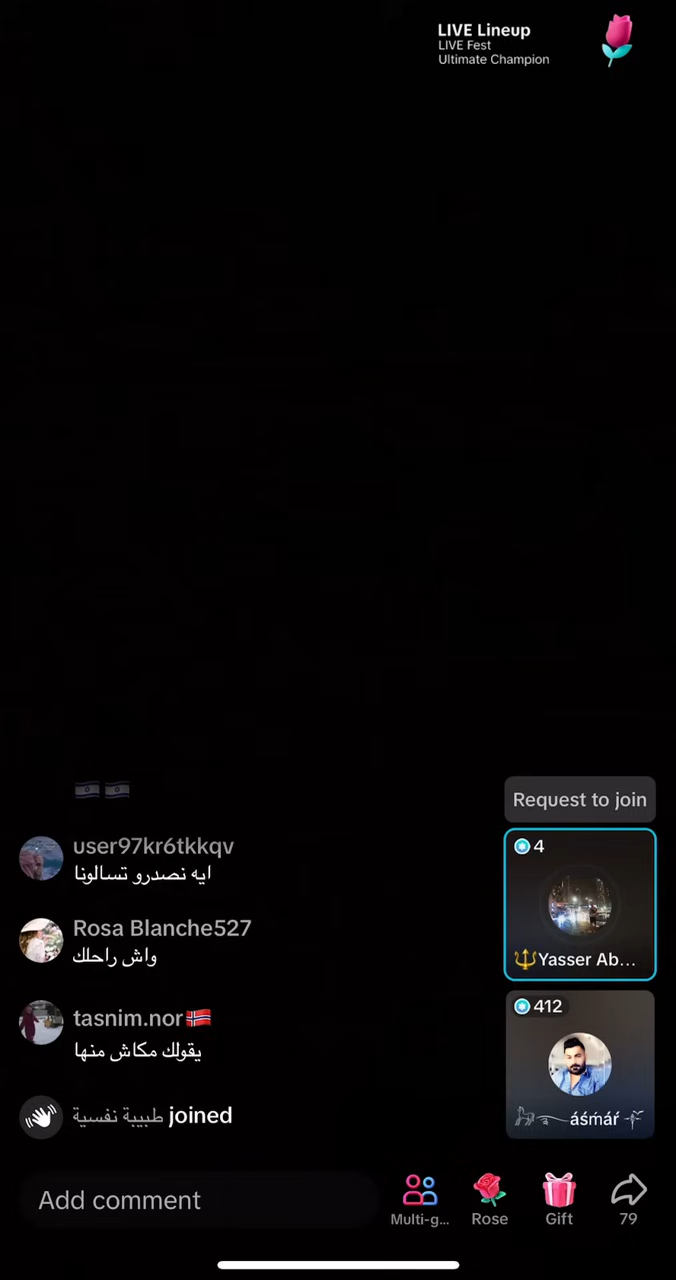 LIVE Lineup
LIVE Fest
Ultimate Champion
Request to join
user97kr6tkkqv
ايه نصدرو تسالونا
4
Yasser Ab...
Rosa Blanche527
واش راحلك
tasnim.nor
يقولك مكاش منها
412
áśḿáŕ
طبيبة نفسية joined
Add comment
Multi-g...
Rose
Gift
79